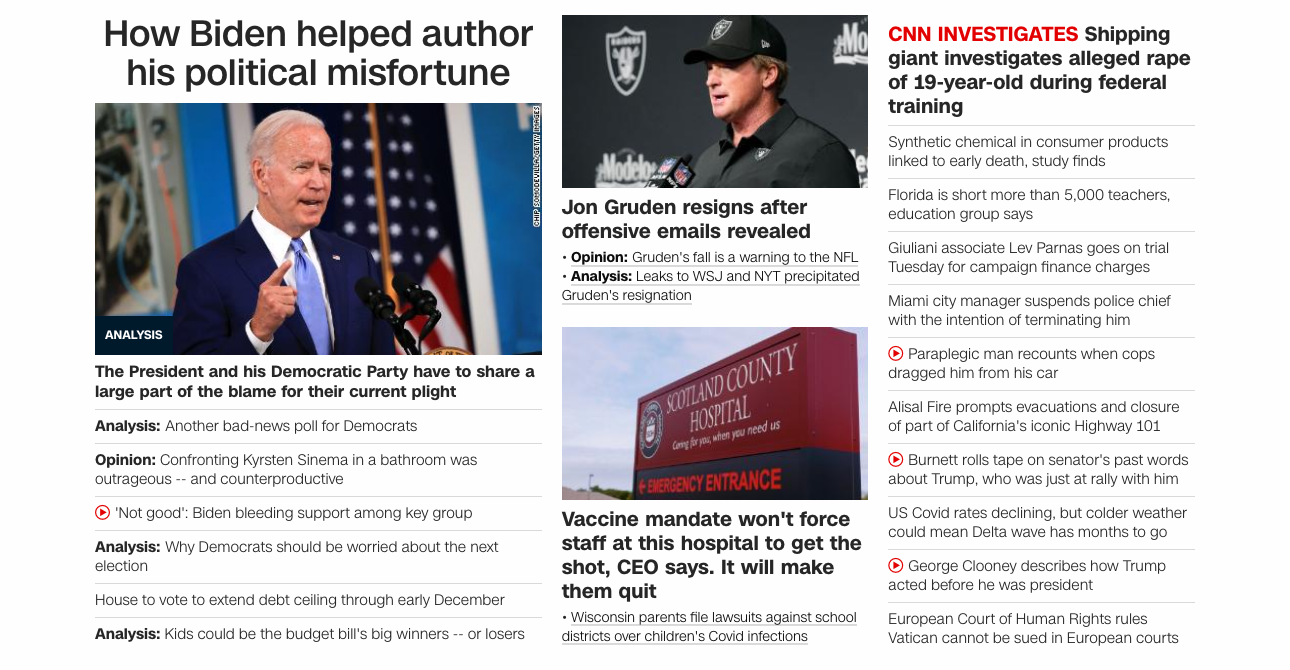 How Biden helped author
his political misfortune
CHIP SOMODEVILLA/GETTY IMAGES
ANALYSIS
The President and his Democratic Party have to share a
large part of the blame for their current plight
Analysis: Another bad-news poll for Democrats
Opinion: Confronting Kyrsten Sinema in a bathroom was
outrageous -- and counterproductive
'Not good': Biden bleeding support among key group
Analysis: Why Democrats should be worried about the next
election
House to vote to extend debt ceiling through early December
Analysis: Kids could be the budget bill's big winners -- or losers
RAIDERS
Mo
Modelo
NFL
Jon Gruden resigns after
offensive emails revealed
• Opinion: Gruden's fall is a warning to the NFL
• Analysis: Leaks to WSJ and NYT precipitated
Gruden's resignation
SCOTLAND COUNTY
HOSPITAL
Caring for you, when you need us
EMERGENCY ENTRANCE
Vaccine mandate won't force
staff at this hospital to get the
shot, CEO says. It will make
them quit
• Wisconsin parents file lawsuits against school
districts over children's Covid infections
CNN INVESTIGATES Shipping
giant investigates alleged rape
of 19-year-old during federal
training
Synthetic chemical in consumer products
linked to early death, study finds
Florida is short more than 5,000 teachers,
education group says
Giuliani associate Lev Parnas goes on trial
Tuesday for campaign finance charges
Miami city manager suspends police chief
with the intention of terminating him
Paraplegic man recounts when cops
dragged him from his car
Alisal Fire prompts evacuations and closure
of part of California's iconic Highway 101
Burnett rolls tape on senator's past words
about Trump, who was just at rally with him
US Covid rates declining, but colder weather
could mean Delta wave has months to go
George Clooney describes how Trump
acted before he was president
European Court of Human Rights rules
Vatican cannot be sued in European courts